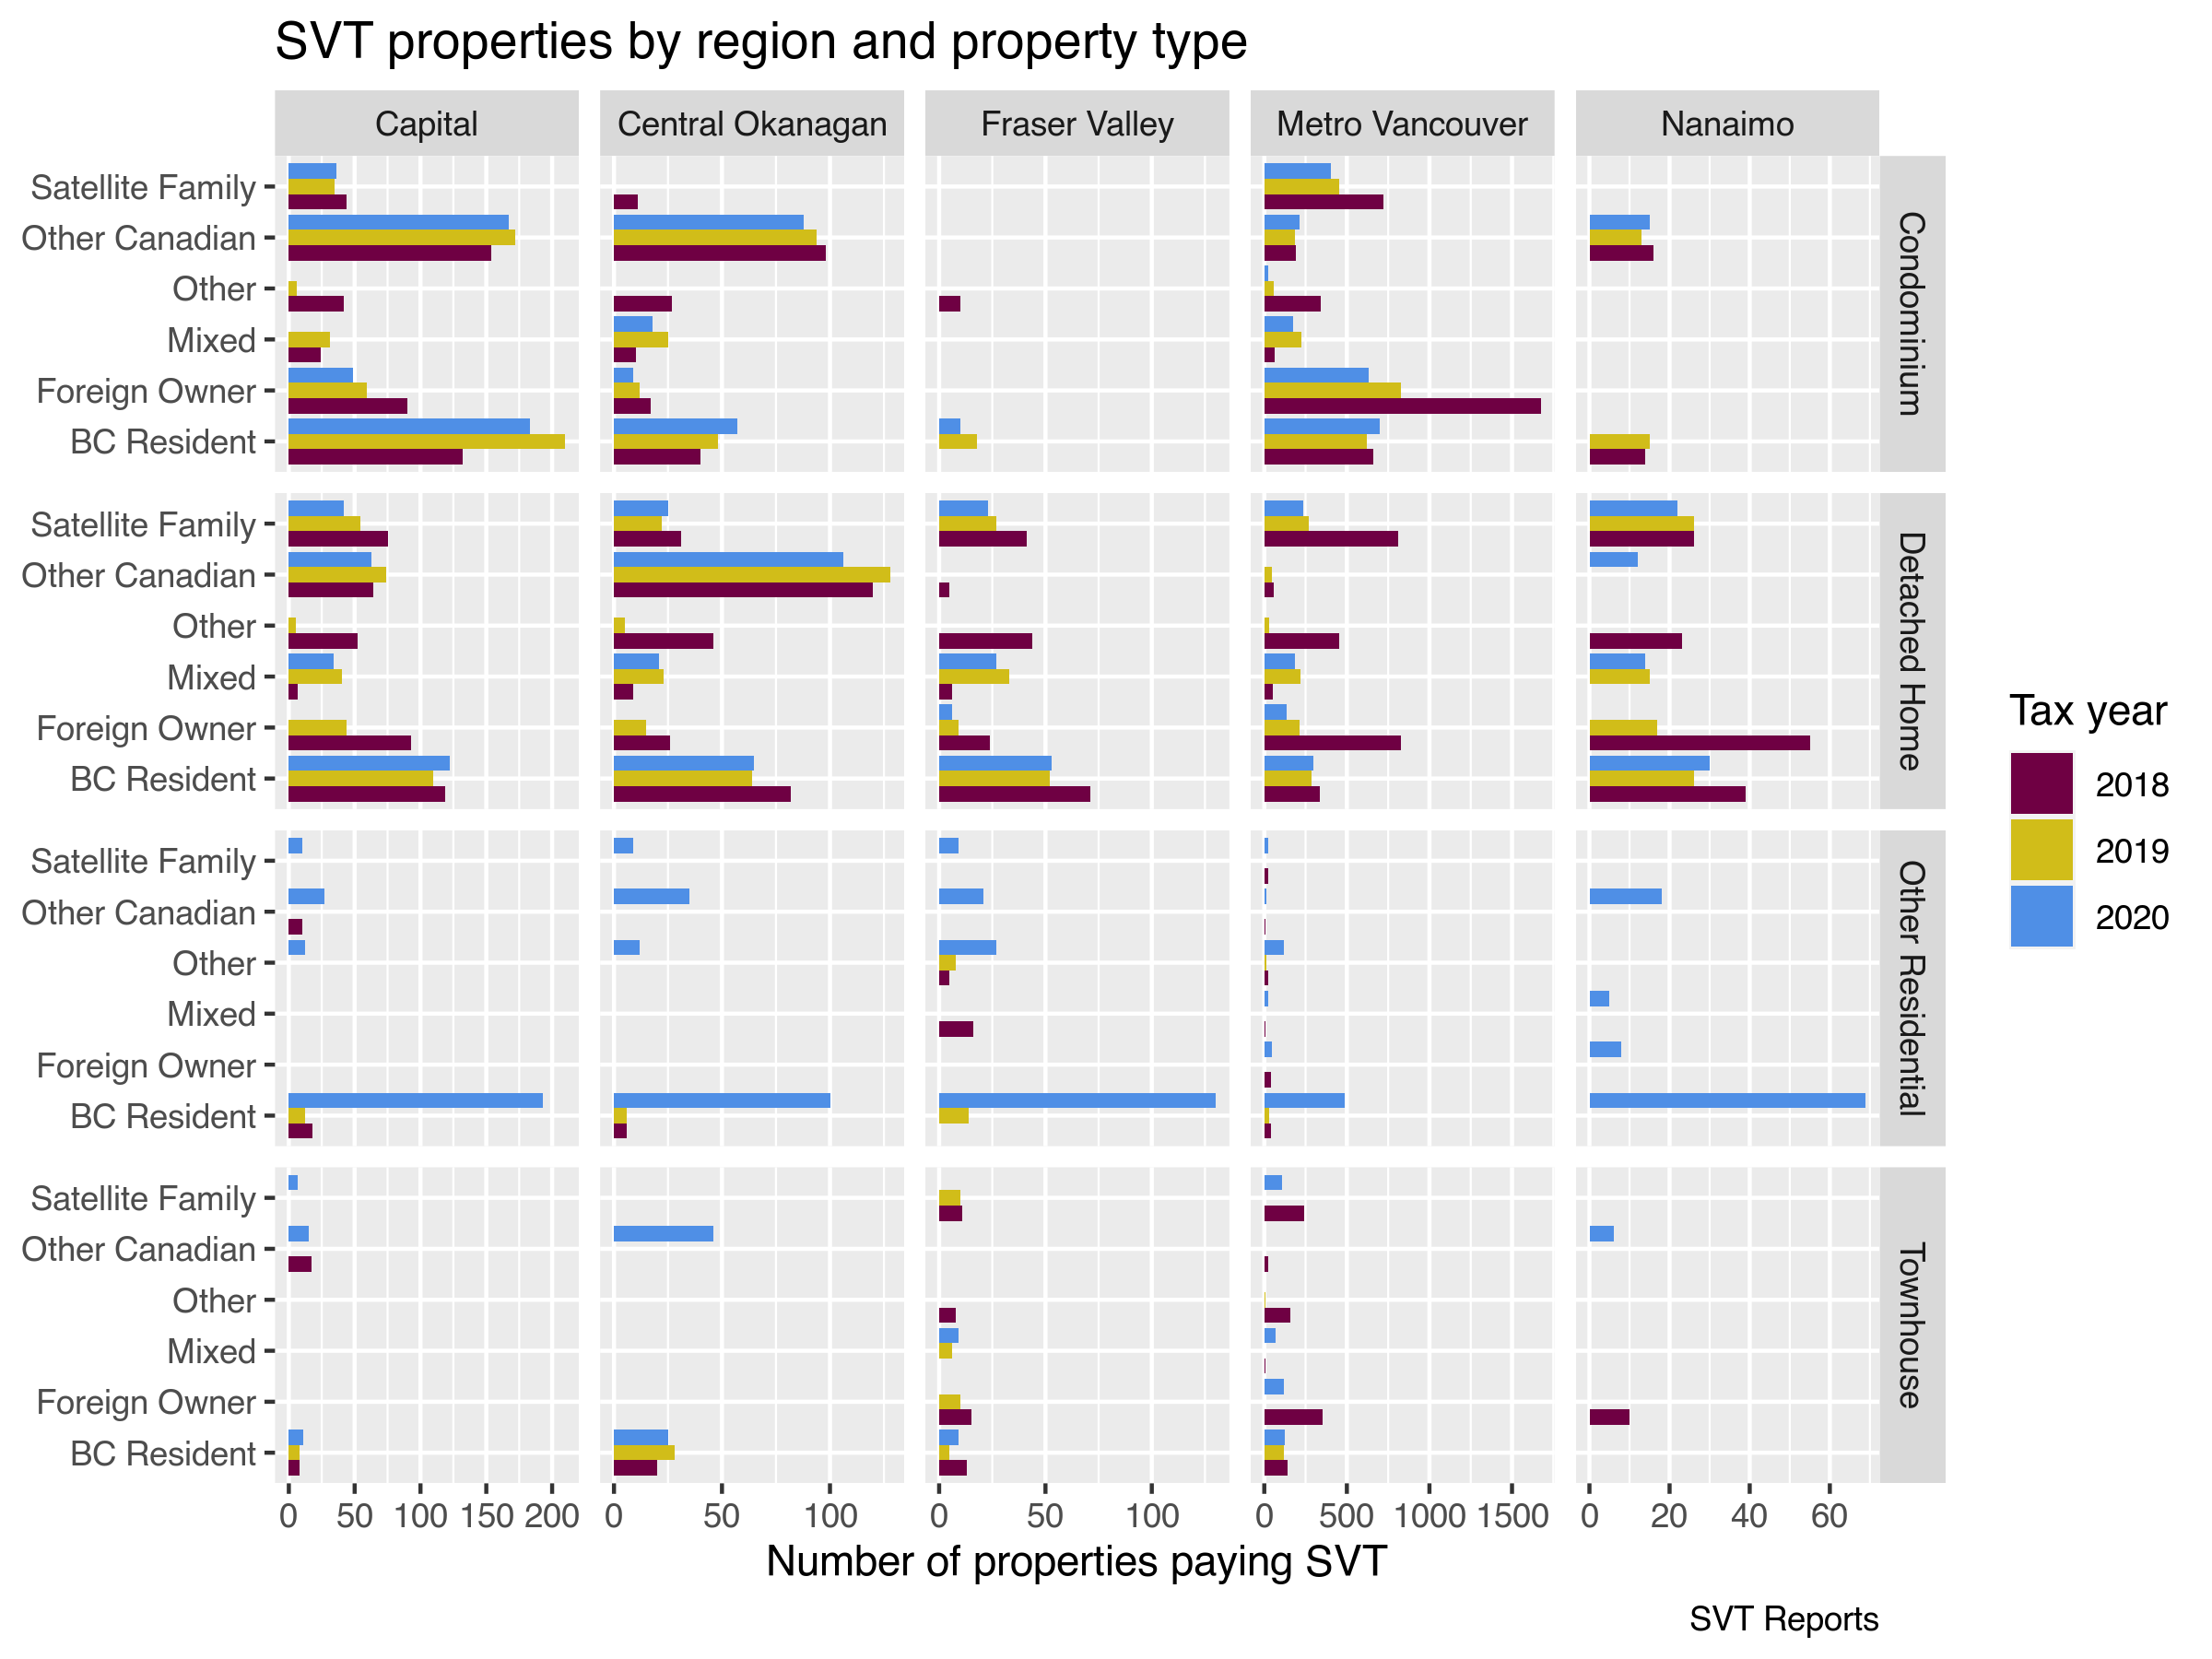 SVT properties by region and property type
Capital
Central Okanagan
Fraser Valley
Metro Vancouver
Nanaimo
Satellite Family
Other Canadian
Other
Mixed
Foreign Owner
BC Resident
Condominium
Satellite Family
Other Canadian
Other
Mixed
Foreign Owner
BC Resident
Detached Home
Satellite Family
Other Canadian
Other
Mixed
Foreign Owner
BC Resident
Other Residential
Satellite Family
Other Canadian
Other
Mixed
Foreign Owner
BC Resident
Townhouse
0 50 100 150 200
0 50 100
0 50 100
0 500 1000 1500
0 20 40 60
Number of properties paying SVT
Tax year
2018
2019
2020
SVT Reports